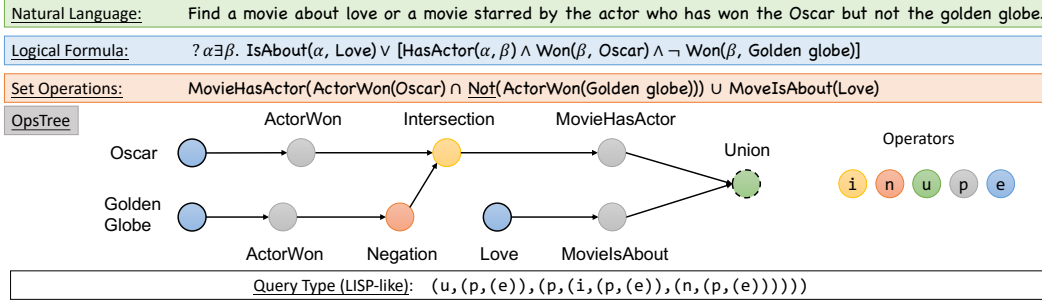 Natural Language: Find a movie about love or a movie starred by the actor who has won the Oscar but not the golden globe.
Logical Formula: ?α∃β. IsAbout(α, Love) ∨ [HasActor(α, β) ∧ Won(β, Oscar) ∧ ¬ Won(β, Golden globe)]
Set Operations: MovieHasActor(ActorWon(Oscar) ∩ Not(ActorWon(Golden globe))) ∪ MoveIsAbout(Love)
OpsTree
ActorWon Intersection MovieHasActor
Operators
Oscar
Union
i n u p e
Golden
Globe
ActorWon Negation Love MovieIsAbout
Query Type (LISP-like): (u,(p,(e)),(p,(i,(p,(e)),(n,(p,(e))))))